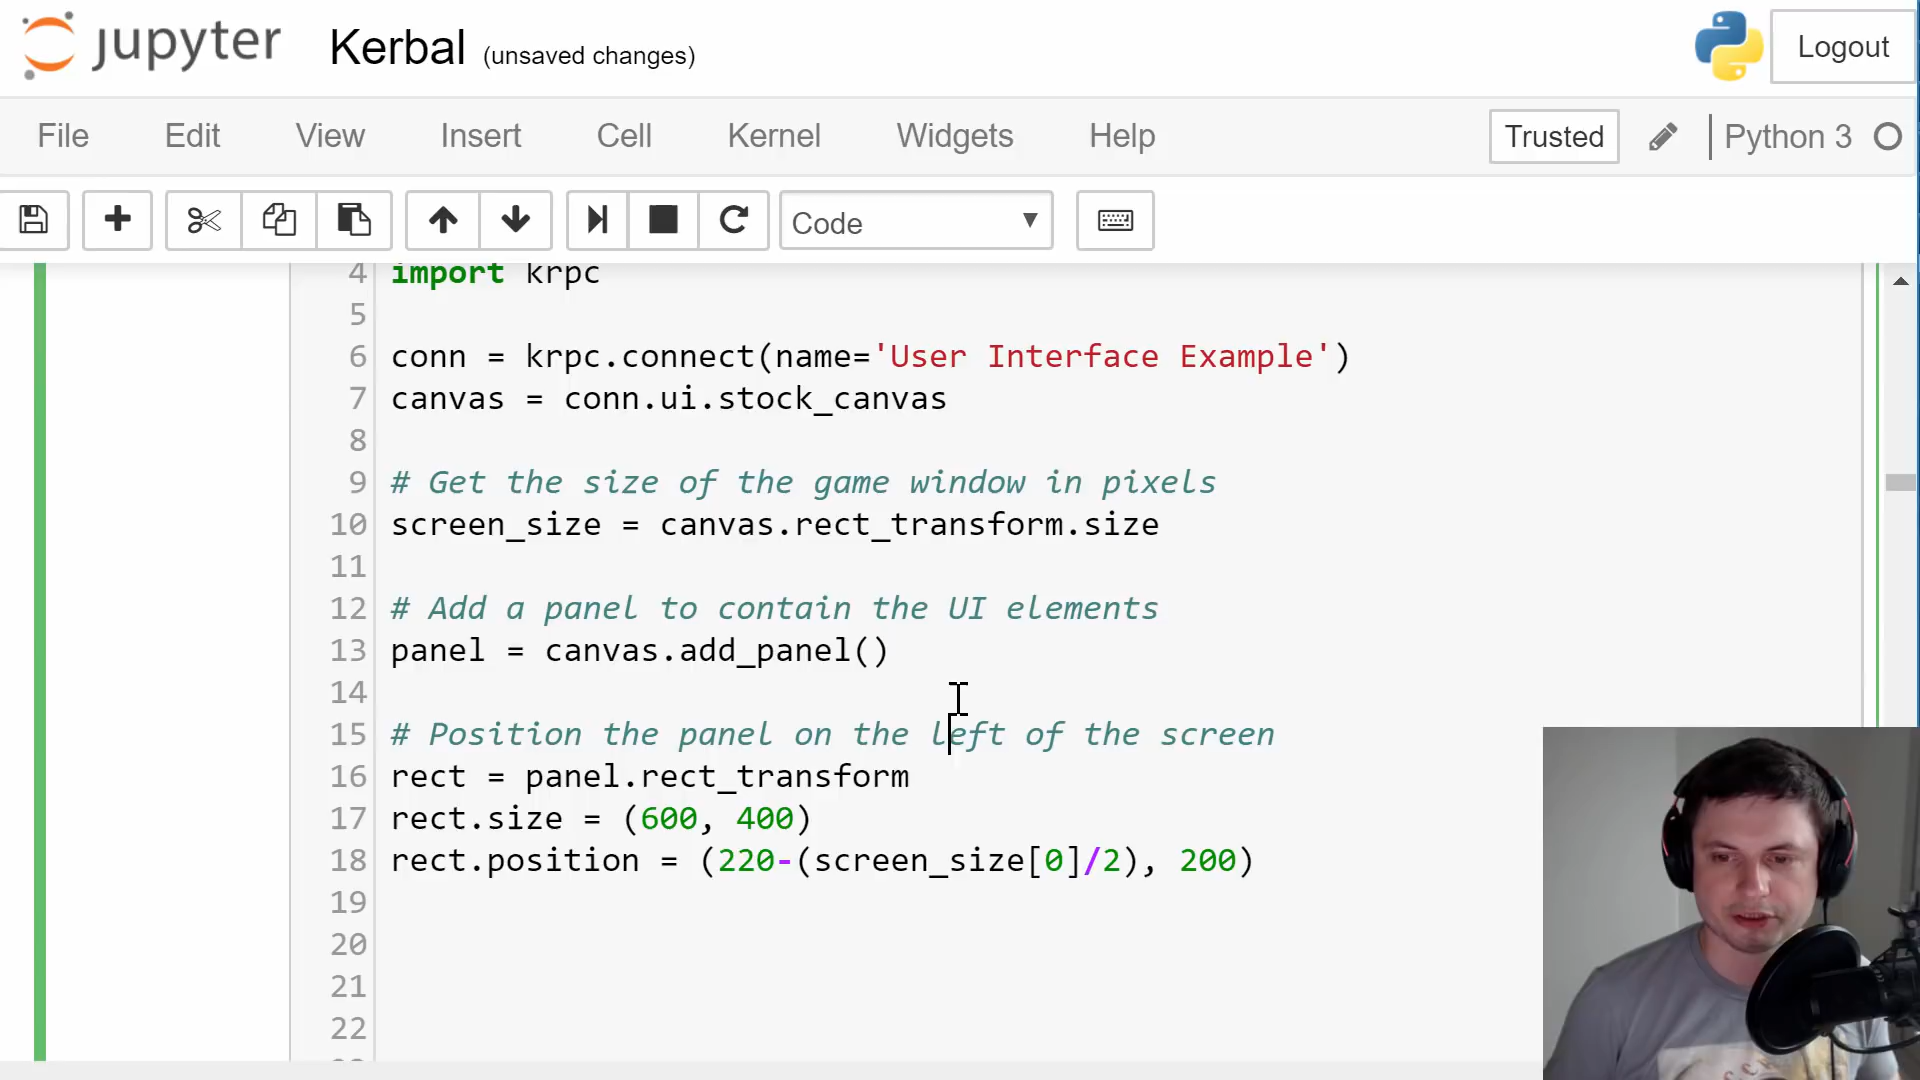 jupyter Kerbal (unsaved changes) Logout
File Edit View Insert Cell Kernel Widgets Help Trusted Python 3
Code
4 import krpc
5
6 conn = krpc.connect(name='User Interface Example')
7 canvas = conn.ui.stock_canvas
8
9 # Get the size of the game window in pixels
10 screen_size = canvas.rect_transform.size
11
12 # Add a panel to contain the UI elements
13 panel = canvas.add_panel()
14
15 # Position the panel on the left of the screen
16 rect = panel.rect_transform
17 rect.size = (600, 400)
18 rect.position = (220-(screen_size[0]/2), 200)
19
20
21
22